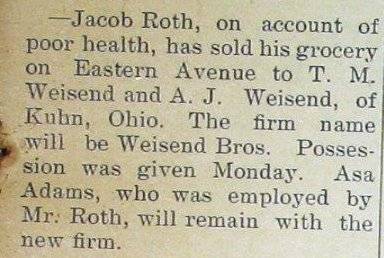 —Jacob Roth, on account of
poor health, has sold his grocery
on Eastern Avenue to T. M.
Weisend and A. J. Weisend, of
Kuhn, Ohio. The firm name
will be Weisend Bros. Posses-
sion was given Monday. Asa
Adams, who was employed by
Mr. Roth, will remain with the
new firm.